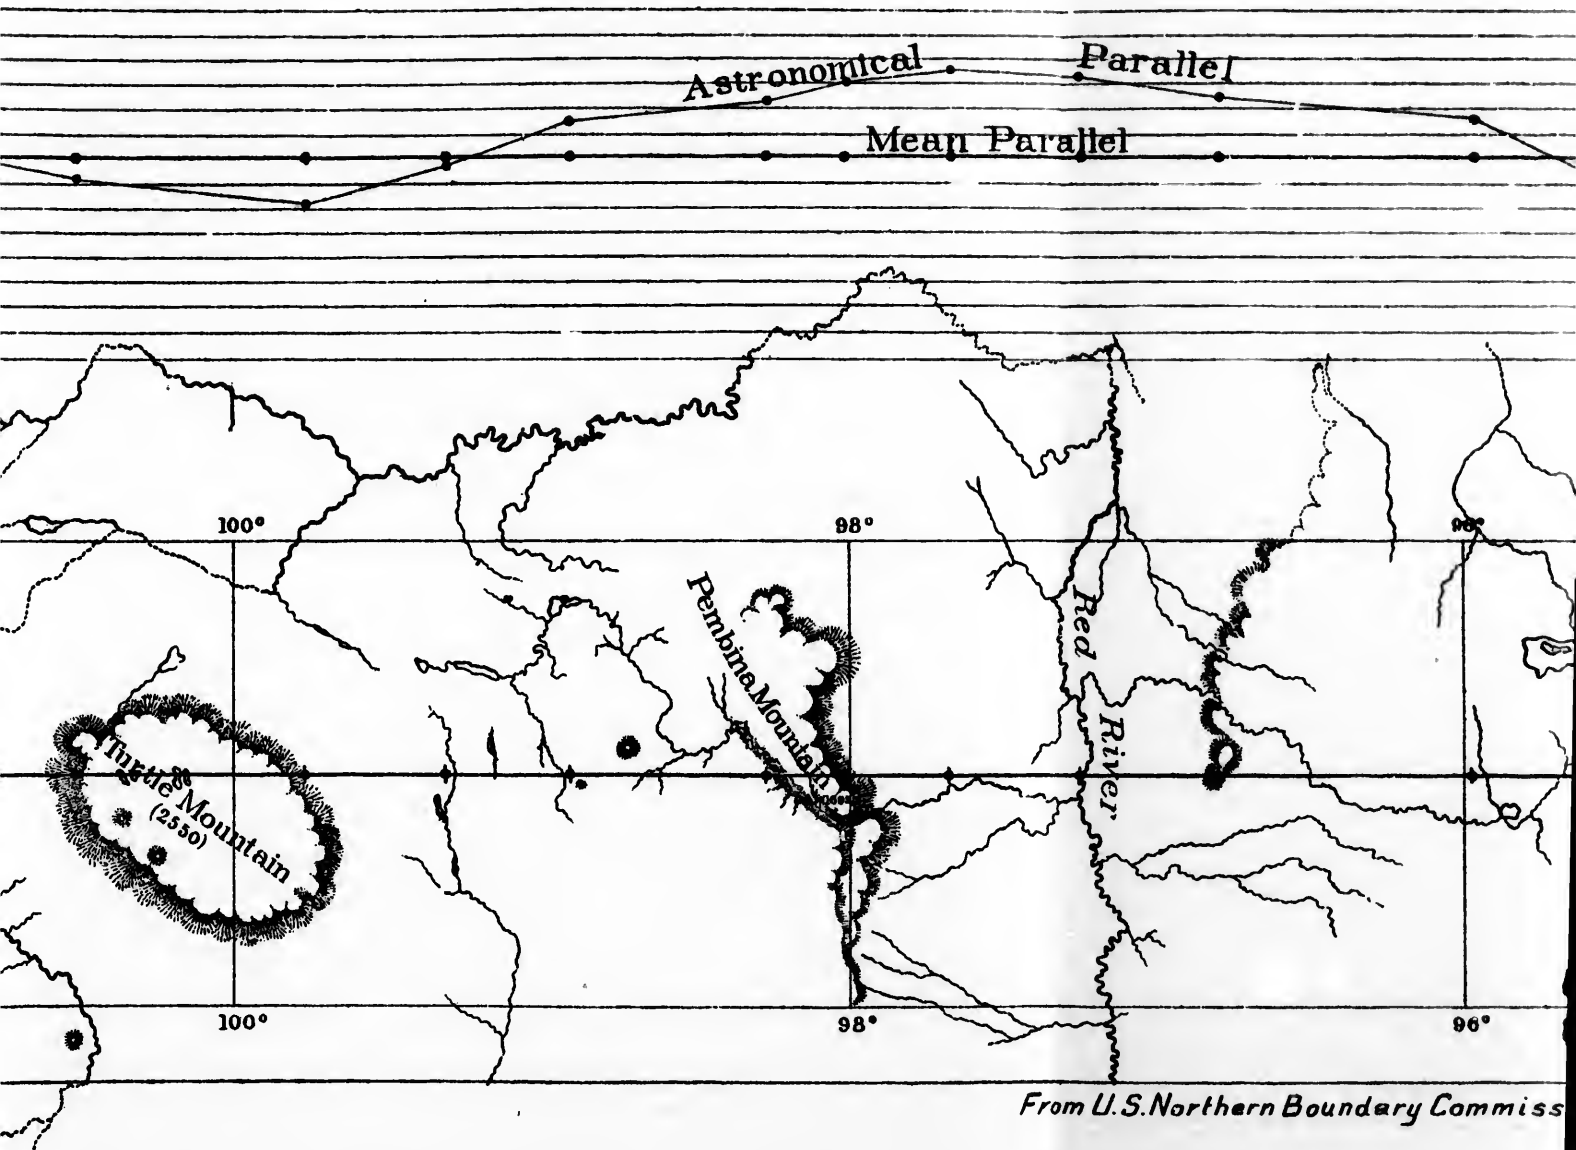 Astronomical Parallel
Mean Parallel
100° 98° 96°
Pembina Mountain
Red River
Turtle Mountain
(2550)
100° 98° 96°
From U.S. Northern Boundary Commiss